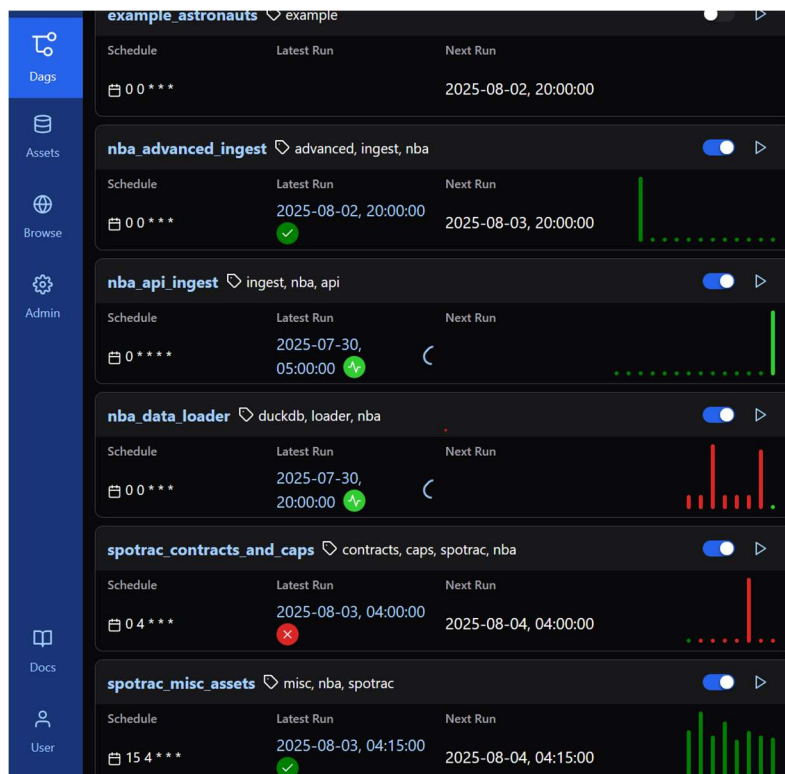 Dags
Assets
Browse
Admin
Docs
User
example_astronauts example
Schedule Latest Run Next Run
0 0 * * * 2025-08-02, 20:00:00
nba_advanced_ingest advanced, ingest, nba
Schedule Latest Run Next Run
0 0 * * * 2025-08-02, 20:00:00 2025-08-03, 20:00:00
nba_api_ingest ingest, nba, api
Schedule Latest Run Next Run
0 * * * * 2025-07-30,
05:00:00
nba_data_loader duckdb, loader, nba
Schedule Latest Run Next Run
0 0 * * * 2025-07-30,
20:00:00
spotrac_contracts_and_caps contracts, caps, spotrac, nba
Schedule Latest Run Next Run
0 4 * * * 2025-08-03, 04:00:00 2025-08-04, 04:00:00
spotrac_misc_assets misc, nba, spotrac
Schedule Latest Run Next Run
15 4 * * * 2025-08-03, 04:15:00 2025-08-04, 04:15:00